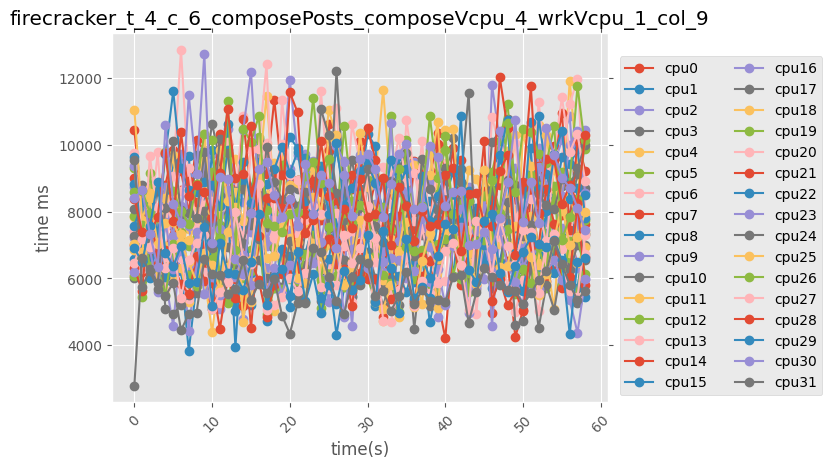 firecracker_t_4_c_6_composePosts_composeVcpu_4_wrkVcpu_1_col_9
time ms
12000
10000
8000
6000
4000
0
10
20
30
40
50
60
time(s)
cpu0
cpu1
cpu2
cpu3
cpu4
cpu5
cpu6
cpu7
cpu8
cpu9
cpu10
cpu11
cpu12
cpu13
cpu14
cpu15
cpu16
cpu17
cpu18
cpu19
cpu20
cpu21
cpu22
cpu23
cpu24
cpu25
cpu26
cpu27
cpu28
cpu29
cpu30
cpu31